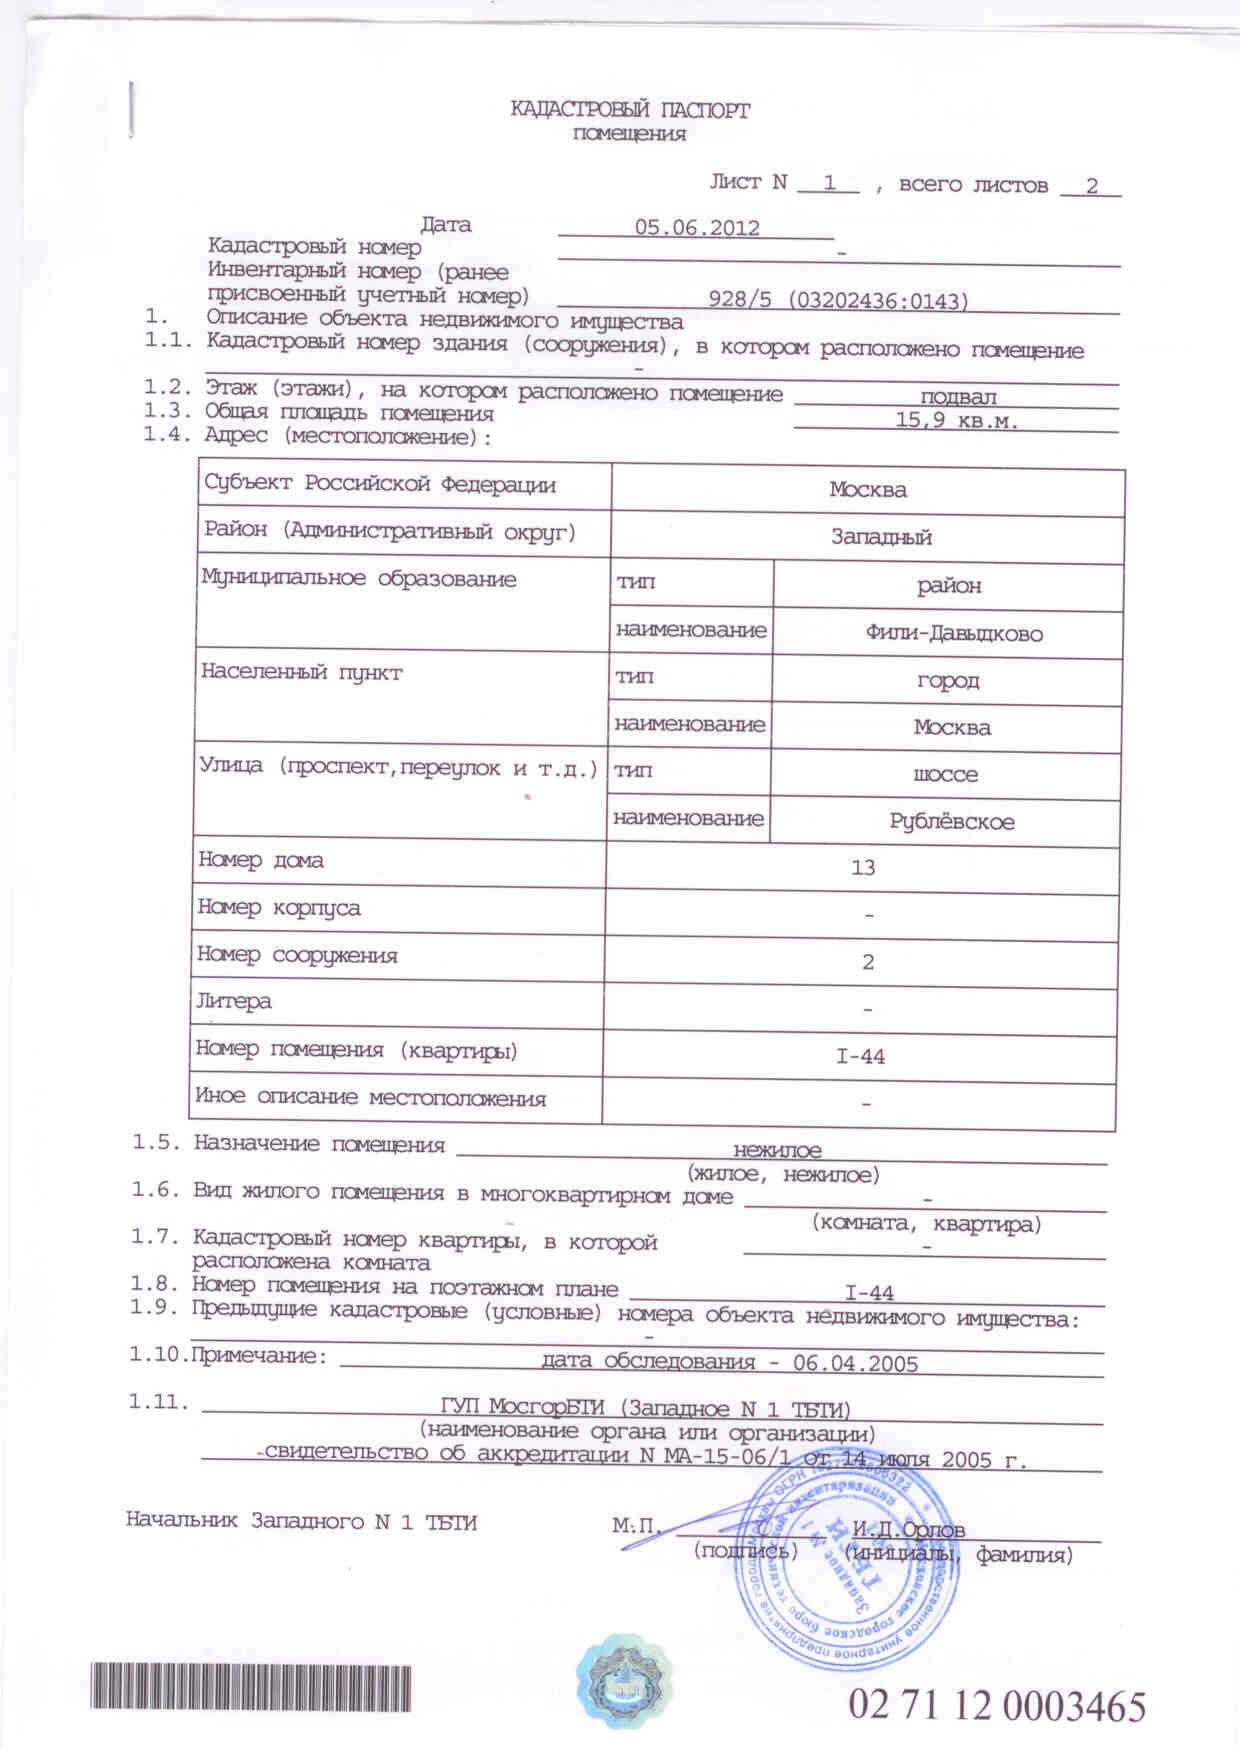 КАДАСТРОВЫЙ ПАСПОРТ
помещения
Лист N 1 , всего листов 2
Дата 05.06.2012
Кадастровый номер -
Инвентарный номер (ранее
присвоенный учетный номер) 928/5 (03202436:0143)
1. Описание объекта недвижимого имущества
1.1. Кадастровый номер здания (сооружения), в котором расположено помещение
-
1.2. Этаж (этажи), на котором расположено помещение подвал
1.3. Общая площадь помещения 15,9 кв.м.
1.4. Адрес (местоположение):
Субъект Российской Федерации Москва
Район (Административный округ) Западный
Муниципальное образование тип район
наименование Фили-Давыдково
Населенный пункт тип город
наименование Москва
Улица (проспект,переулок и т.д.) тип шоссе
наименование Рублёвское
Номер дома 13
Номер корпуса -
Номер сооружения 2
Литера -
Номер помещения (квартиры) I-44
Иное описание местоположения -
1.5. Назначение помещения нежилое
(жилое, нежилое)
1.6. Вид жилого помещения в многоквартирном доме -
(комната, квартира)
1.7. Кадастровый номер квартиры, в которой -
расположена комната
1.8. Номер помещения на поэтажном плане I-44
1.9. Предыдущие кадастровые (условные) номера объекта недвижимого имущества:
-
1.10.Примечание: дата обследования - 06.04.2005
1.11. ГУП МосгорБТИ (Западное N 1 ТБТИ)
(наименование органа или организации)
свидетельство об аккредитации N МА-15-06/1 от 14 июля 2005 г.
Начальник Западного N 1 ТБТИ М.П. И.Д.Орлов
(подпись) (инициалы, фамилия)
Московское городское бюро технической инвентаризации
Западное № 1
ТБТИ
02 71 12 0003465